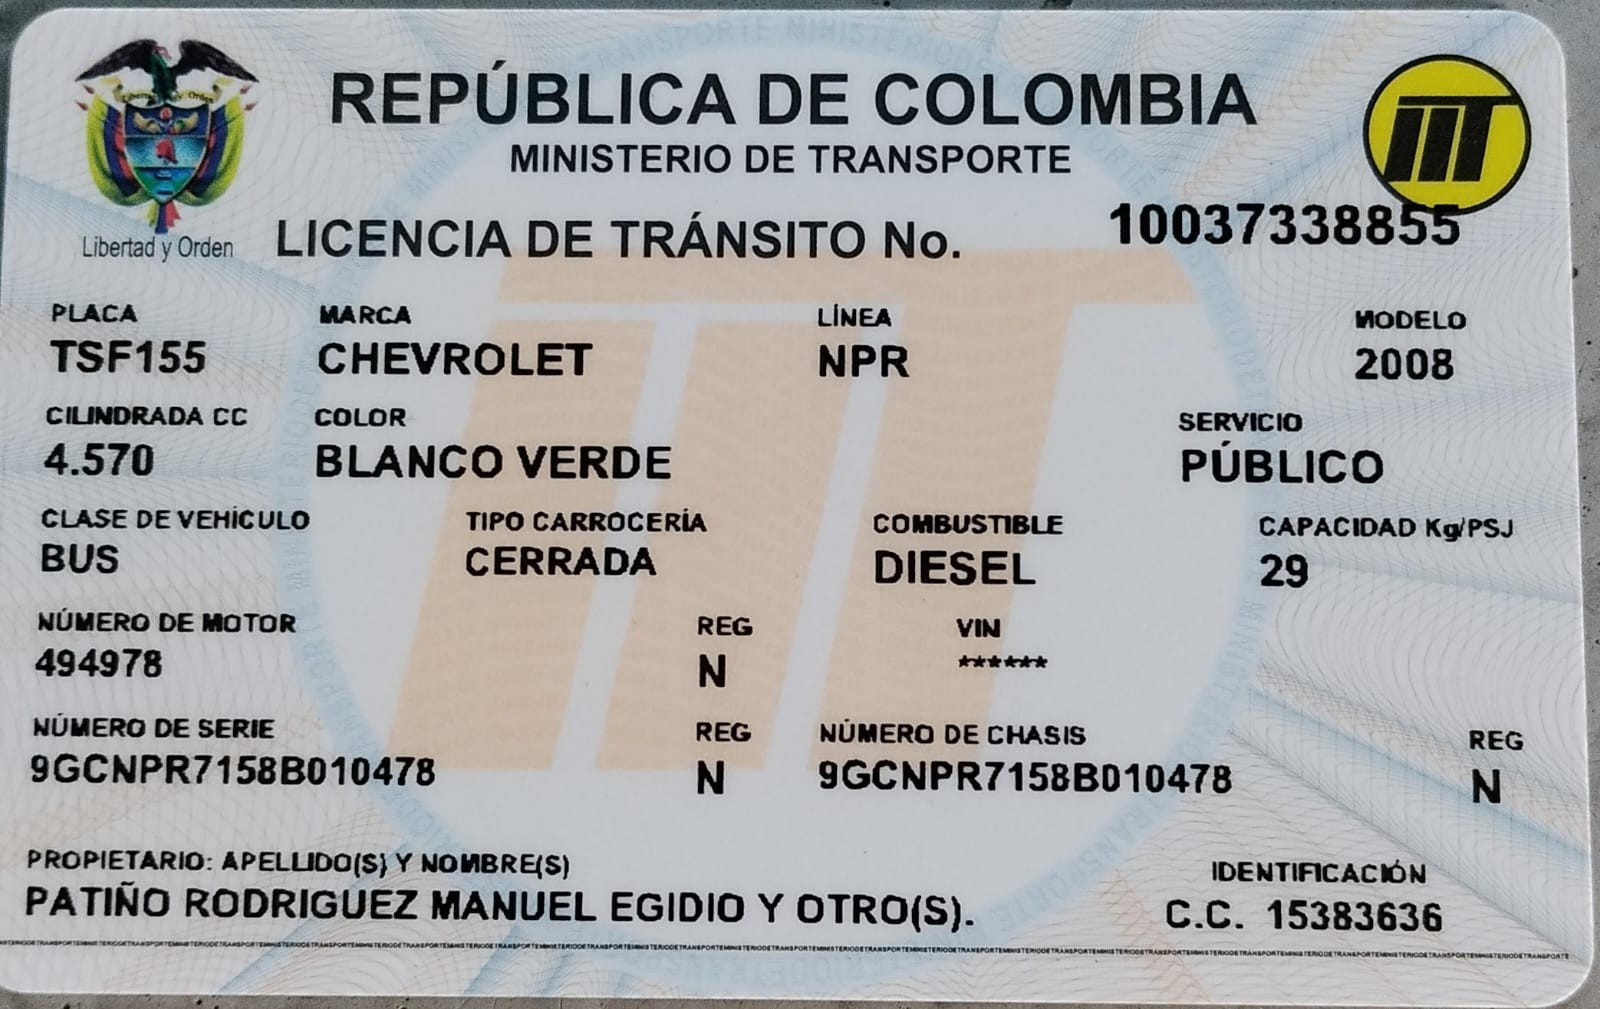 REPÚBLICA DE COLOMBIA
MINISTERIO DE TRANSPORTE
Libertad y Orden
LICENCIA DE TRÁNSITO No. 10037338855
PLACA MARCA LÍNEA MODELO
TSF155 CHEVROLET NPR 2008
CILINDRADA CC COLOR SERVICIO
4.570 BLANCO VERDE PÚBLICO
CLASE DE VEHÍCULO TIPO CARROCERÍA COMBUSTIBLE CAPACIDAD Kg/PSJ
BUS CERRADA DIESEL 29
NÚMERO DE MOTOR REG VIN
494978 N ******
NÚMERO DE SERIE REG NÚMERO DE CHASIS REG
9GCNPR7158B010478 N 9GCNPR7158B010478 N
PROPIETARIO: APELLIDO(S) Y NOMBRE(S) IDENTIFICACIÓN
PATIÑO RODRIGUEZ MANUEL EGIDIO Y OTRO(S). C.C. 15383636